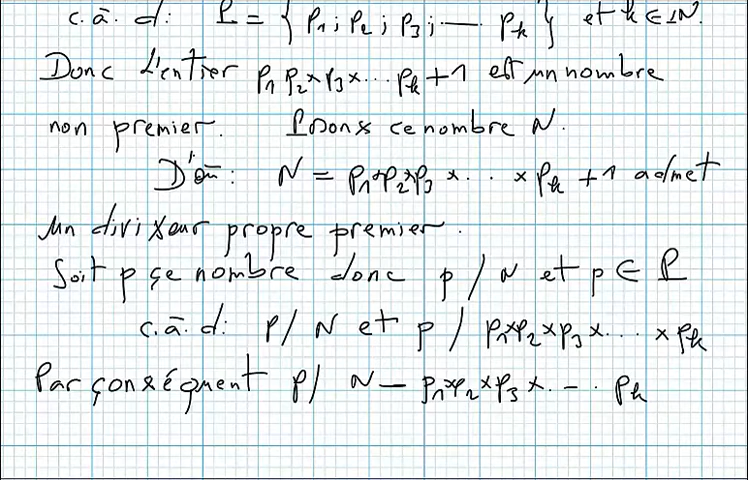 c.à.d: P = { p1 ; p2 ; p3 ; ---- pk } et k ∈ IN.
Donc L'entier p1 p2 × p3 × ... pk + 1 est un nombre
non premier. Posons ce nombre N.
D'où: N = p1 × p2 × p3 × .. × pk + 1 admet
un diviseur propre premier.
Soit p ce nombre donc p / N et p ∈ P
c.à.d: p / N et p / p1 × p2 × p3 × .... × pk
Par conséquent p / N - p1 × p2 × p3 × .-.. pk